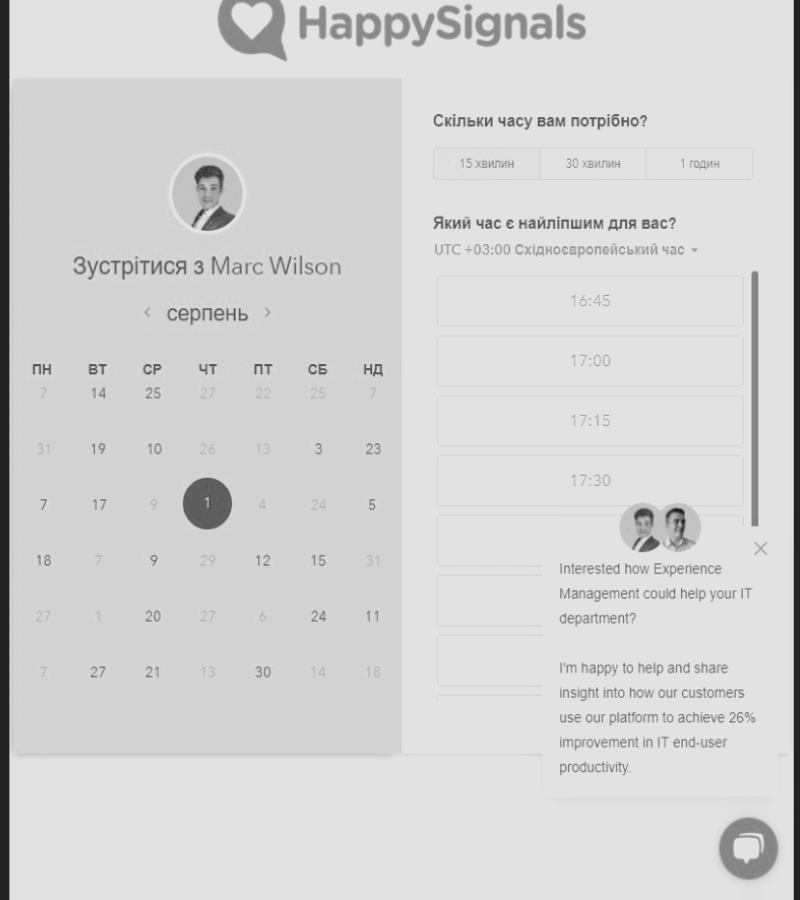 HappySignals
Зустрітися з Marc Wilson
серпень
ПН ВТ СР ЧТ ПТ СБ НД
7 14 25 27 22 25 7
31 19 10 26 13 3 23
7 17 9 1 4 24 5
18 7 9 29 12 15 31
27 1 20 27 6 24 11
7 27 21 13 30 14 18
Скільки часу вам потрібно?
15 хвилин 30 хвилин 1 годин
Який час є найліпшим для вас?
UTC +03:00 Східноєвропейський час
16:45
17:00
17:15
17:30
Interested how Experience
Management could help your IT
department?
I'm happy to help and share
insight into how our customers
use our platform to achieve 26%
improvement in IT end-user
productivity.